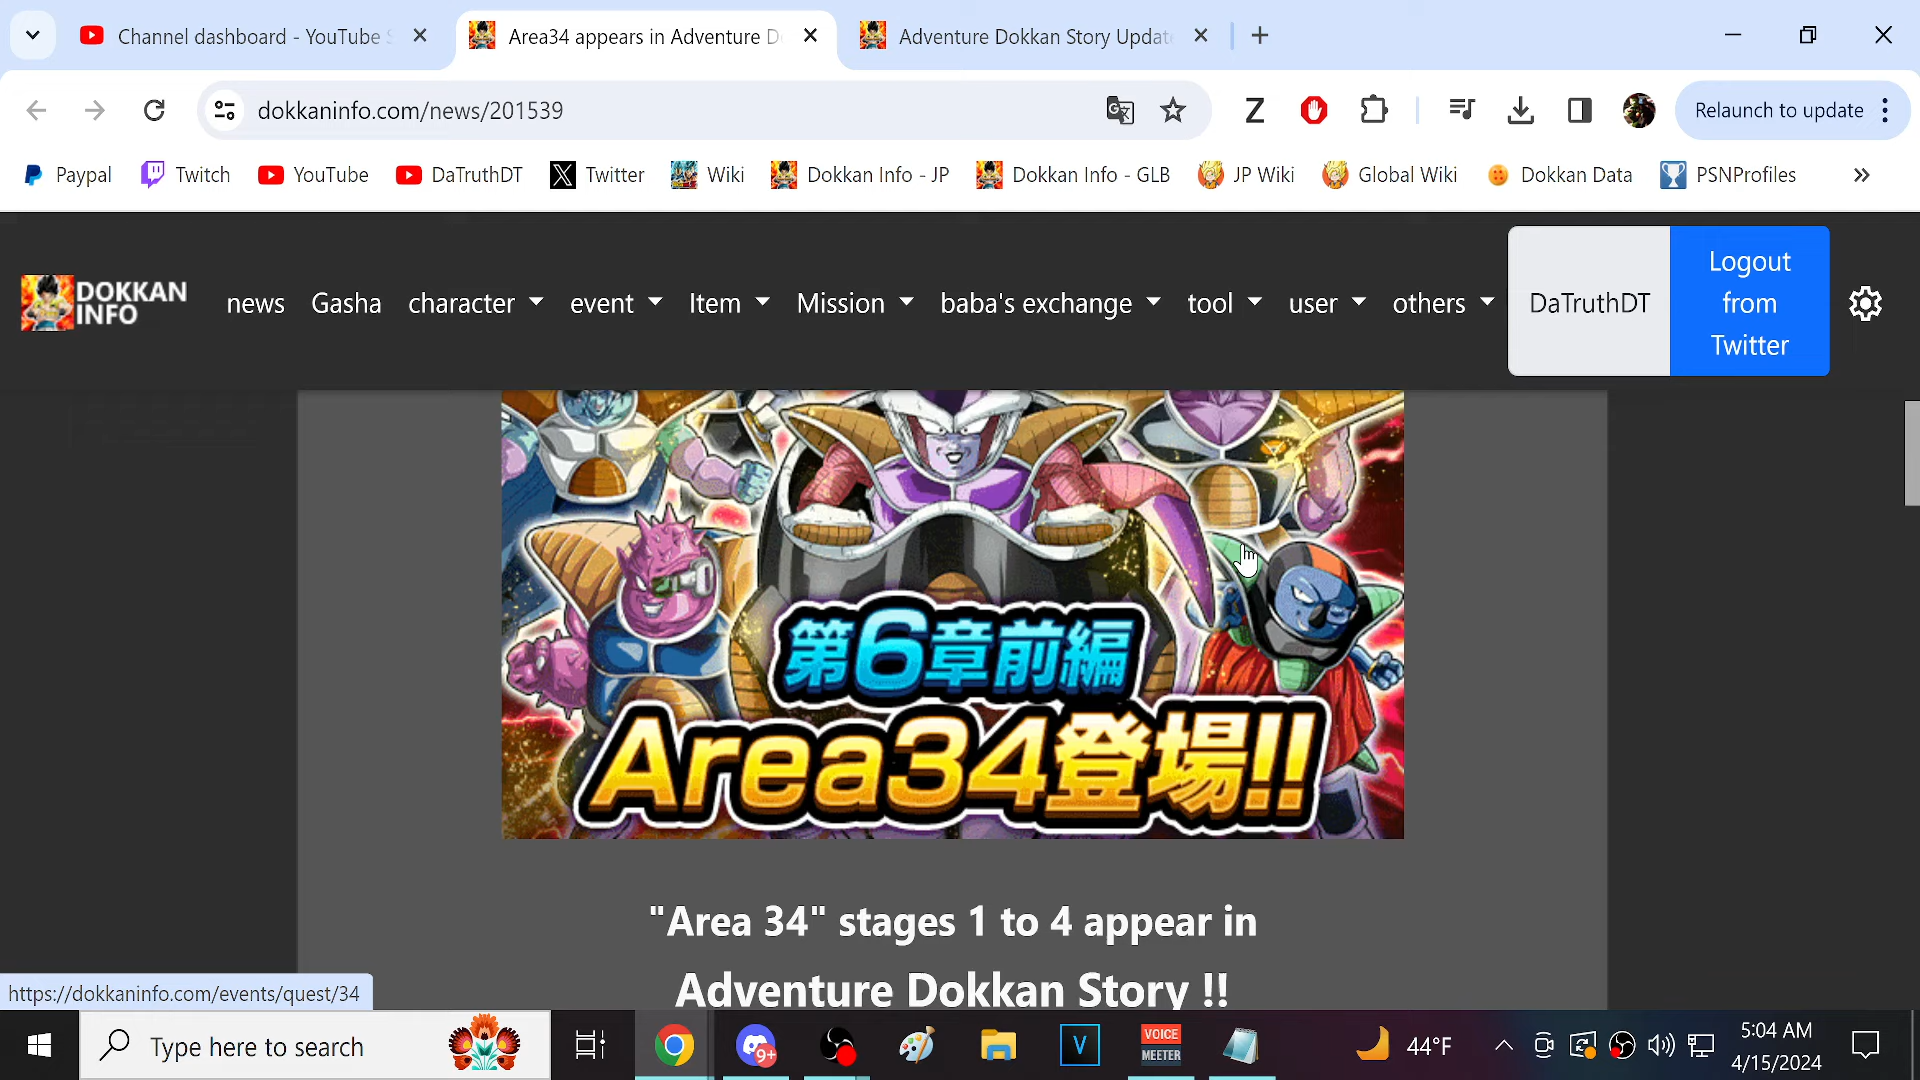 Channel dashboard - YouTube S
Area34 appears in Adventure D
Adventure Dokkan Story Updat
dokkaninfo.com/news/201539
Z
Relaunch to update
Paypal
Twitch
YouTube
DaTruthDT
Twitter
Wiki
Dokkan Info - JP
Dokkan Info - GLB
JP Wiki
Global Wiki
Dokkan Data
PSNProfiles
DOKKAN
INFO
news
Gasha
character
event
Item
Mission
baba's exchange
tool
user
others
DaTruthDT
Logout
from
Twitter
第6章前編
Area34登場!!
"Area 34" stages 1 to 4 appear in
Adventure Dokkan Story !!
https://dokkaninfo.com/events/quest/34
Type here to search
9+
V
VOICE
MEETER
44°F
5:04 AM
4/15/2024